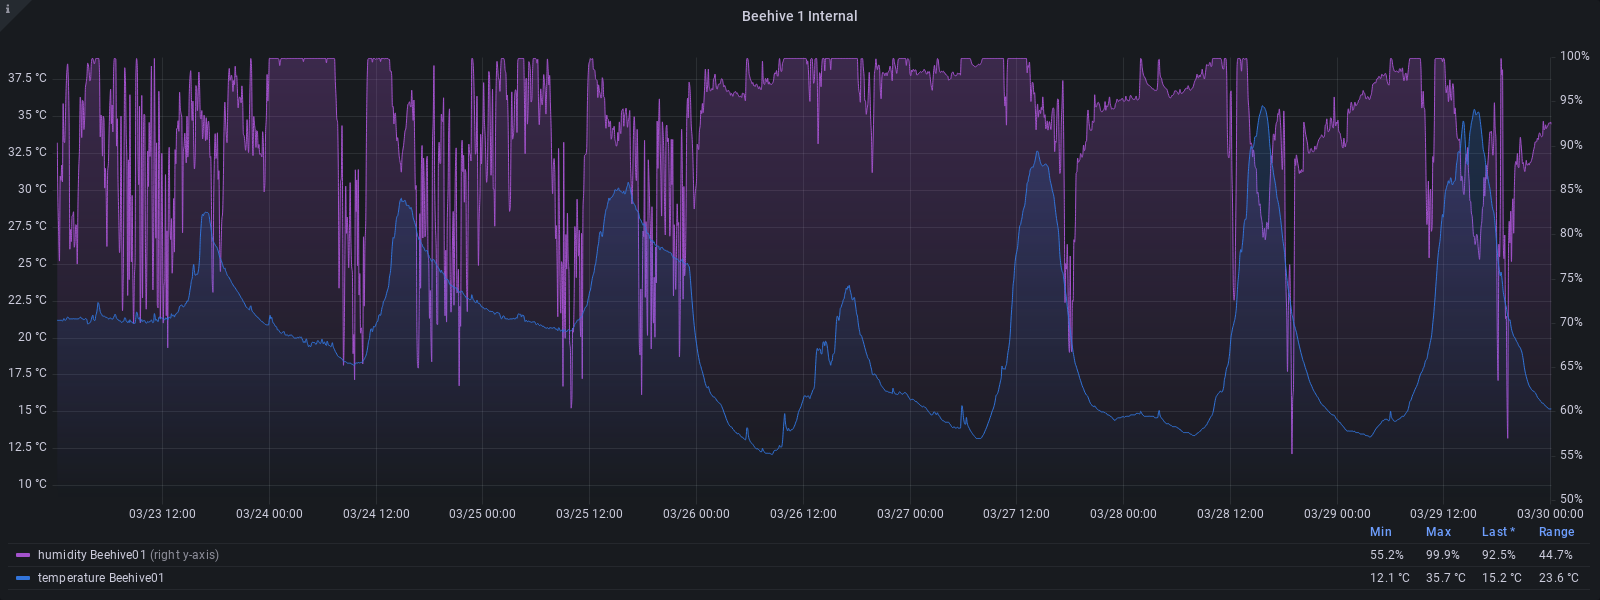 i
Beehive 1 Internal
37.5 °C
35 °C
32.5 °C
30 °C
27.5 °C
25 °C
22.5 °C
20 °C
17.5 °C
15 °C
12.5 °C
10 °C
100%
95%
90%
85%
80%
75%
70%
65%
60%
55%
50%
03/23 12:00 03/24 00:00 03/24 12:00 03/25 00:00 03/25 12:00 03/26 00:00 03/26 12:00 03/27 00:00 03/27 12:00 03/28 00:00 03/28 12:00 03/29 00:00 03/29 12:00 03/30 00:00
Min Max Last * Range
humidity Beehive01 (right y-axis) 55.2% 99.9% 92.5% 44.7%
temperature Beehive01 12.1 °C 35.7 °C 15.2 °C 23.6 °C